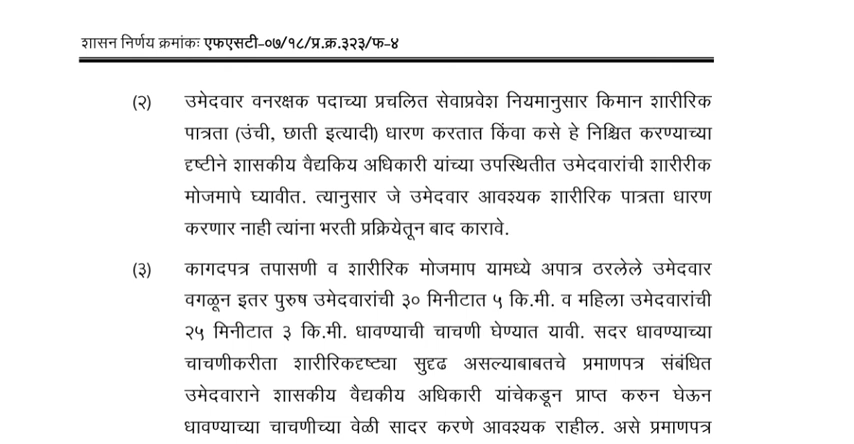 शासन निर्णय क्रमांकः एफएसटी-०७/१८/प्र.क्र.३२३/फ-४
(२) उमेदवार वनरक्षक पदाच्या प्रचलित सेवाप्रवेश नियमानुसार किमान शारीरिक
पात्रता (उंची, छाती इत्यादी) धारण करतात किंवा कसे हे निश्चित करण्याच्या
दृष्टीने शासकीय वैद्यकिय अधिकारी यांच्या उपस्थितीत उमेदवारांची शारीरीक
मोजमापे घ्यावीत. त्यानुसार जे उमेदवार आवश्यक शारीरिक पात्रता धारण
करणार नाही त्यांना भरती प्रक्रियेतून बाद कारावे.
(३) कागदपत्र तपासणी व शारीरिक मोजमाप यामध्ये अपात्र ठरलेले उमेदवार
वगळून इतर पुरुष उमेदवारांची ३० मिनीटात ५ कि.मी. व महिला उमेदवारांची
२५ मिनीटात ३ कि.मी. धावण्याची चाचणी घेण्यात यावी. सदर धावण्याच्या
चाचणीकरीता शारीरिकदृष्ट्या सुदृढ असल्याबाबतचे प्रमाणपत्र संबंधित
उमेदवाराने शासकीय वैद्यकीय अधिकारी यांचेकडून प्राप्त करुन घेऊन
धावण्याच्या चाचणीच्या वेळी सादर करणे आवश्यक राहील. असे प्रमाणपत्र